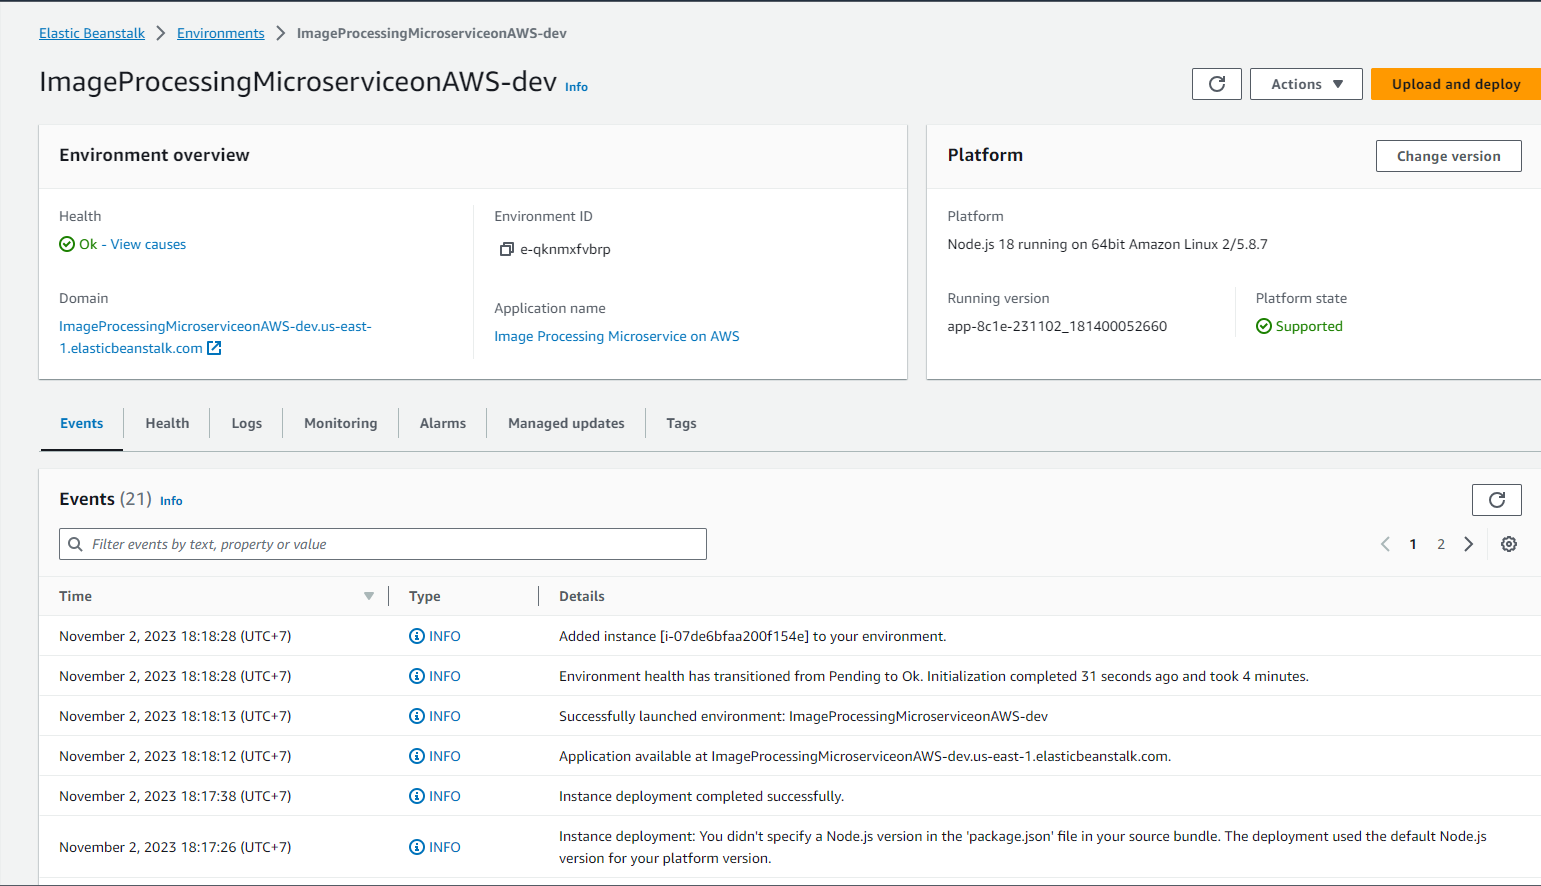 Elastic Beanstalk > Environments > ImageProcessingMicroserviceonAWS-dev
ImageProcessingMicroserviceonAWS-dev Info
Actions
Upload and deploy
Environment overview
Health
Ok - View causes
Domain
ImageProcessingMicroserviceonAWS-dev.us-east-
1.elasticbeanstalk.com
Environment ID
e-qknmxfvbrp
Application name
Image Processing Microservice on AWS
Platform
Change version
Platform
Node.js 18 running on 64bit Amazon Linux 2/5.8.7
Running version
app-8c1e-231102_181400052660
Platform state
Supported
Events Health Logs Monitoring Alarms Managed updates Tags
Events (21) Info
Filter events by text, property or value
1 2
Time Type Details
November 2, 2023 18:18:28 (UTC+7) INFO Added instance [i-07de6bfaa200f154e] to your environment.
November 2, 2023 18:18:28 (UTC+7) INFO Environment health has transitioned from Pending to Ok. Initialization completed 31 seconds ago and took 4 minutes.
November 2, 2023 18:18:13 (UTC+7) INFO Successfully launched environment: ImageProcessingMicroserviceonAWS-dev
November 2, 2023 18:18:12 (UTC+7) INFO Application available at ImageProcessingMicroserviceonAWS-dev.us-east-1.elasticbeanstalk.com.
November 2, 2023 18:17:38 (UTC+7) INFO Instance deployment completed successfully.
November 2, 2023 18:17:26 (UTC+7) INFO Instance deployment: You didn't specify a Node.js version in the 'package.json' file in your source bundle. The deployment used the default Node.js
version for your platform version.